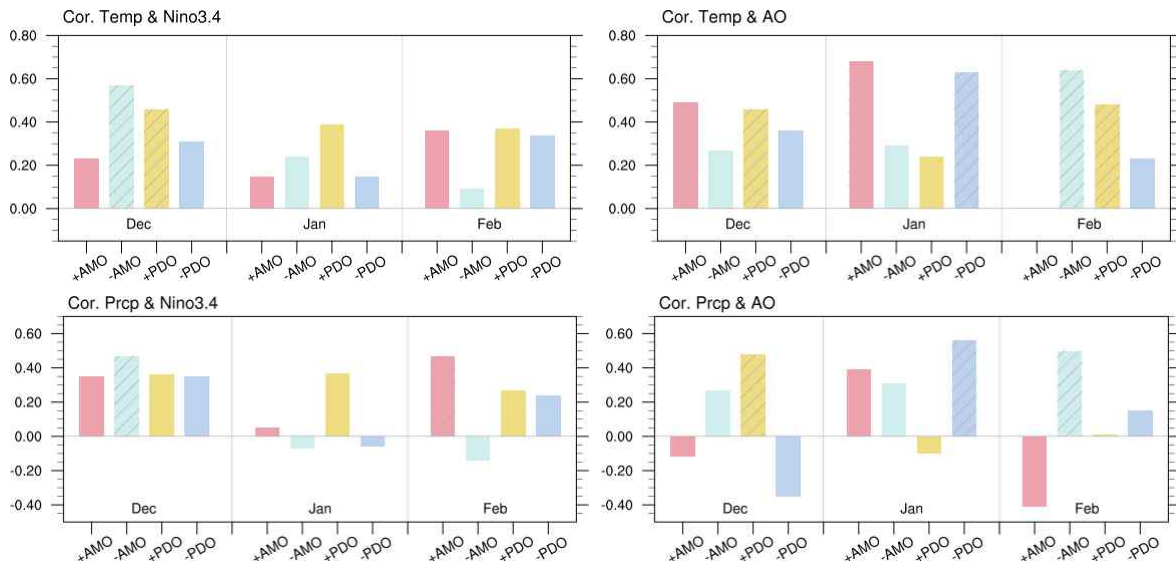 Cor. Temp & Nino3.4
0.80
0.60
0.40
0.20
0.00
Dec Jan Feb
+AMO -AMO +PDO -PDO +AMO -AMO +PDO -PDO +AMO -AMO +PDO -PDO
Cor. Temp & AO
0.80
0.60
0.40
0.20
0.00
Dec Jan Feb
+AMO -AMO +PDO -PDO +AMO -AMO +PDO -PDO +AMO -AMO +PDO -PDO
Cor. Prcp & Nino3.4
0.60
0.40
0.20
0.00
-0.20
-0.40
Dec Jan Feb
+AMO -AMO +PDO -PDO +AMO -AMO +PDO -PDO +AMO -AMO +PDO -PDO
Cor. Prcp & AO
0.60
0.40
0.20
0.00
-0.20
-0.40
Dec Jan Feb
+AMO -AMO +PDO -PDO +AMO -AMO +PDO -PDO +AMO -AMO +PDO -PDO